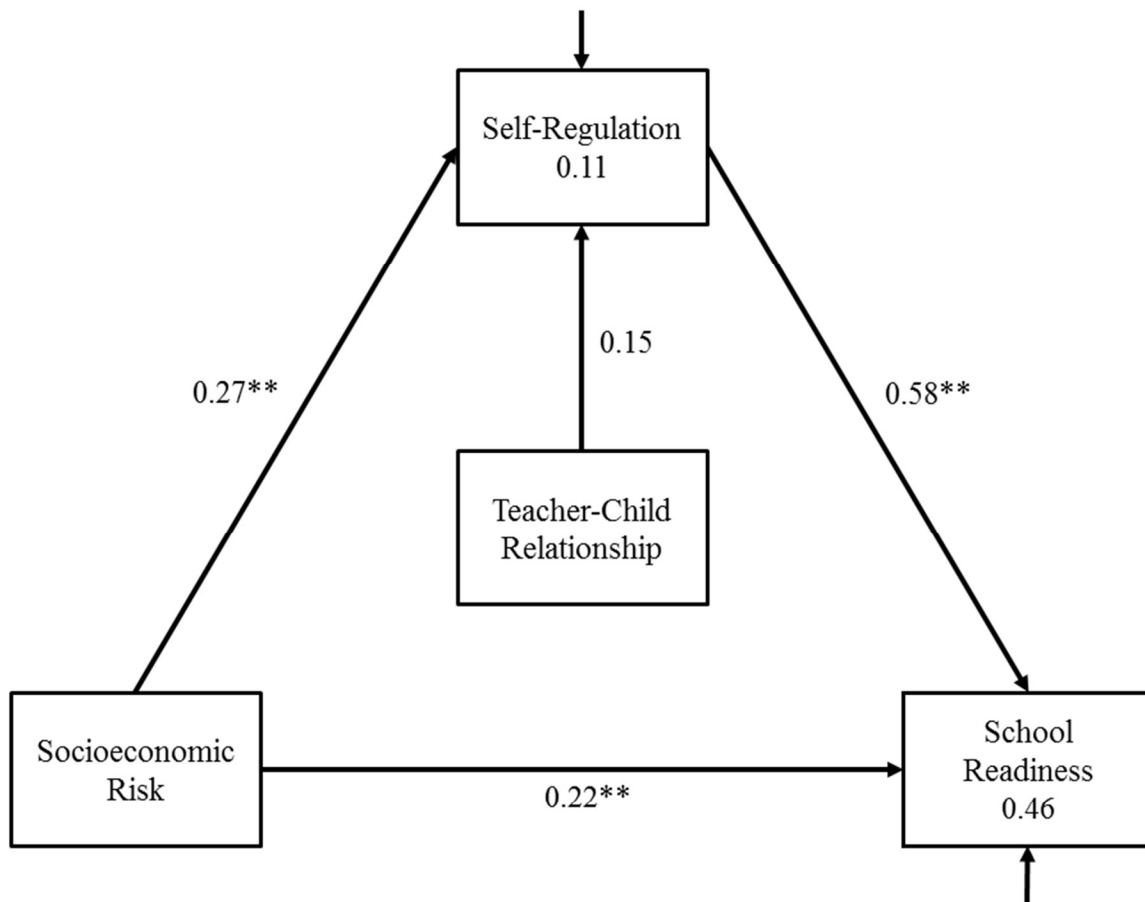 Self-Regulation
0.11
0.27**
0.15
0.58**
Teacher-Child
Relationship
Socioeconomic
Risk
0.22**
School
Readiness
0.46